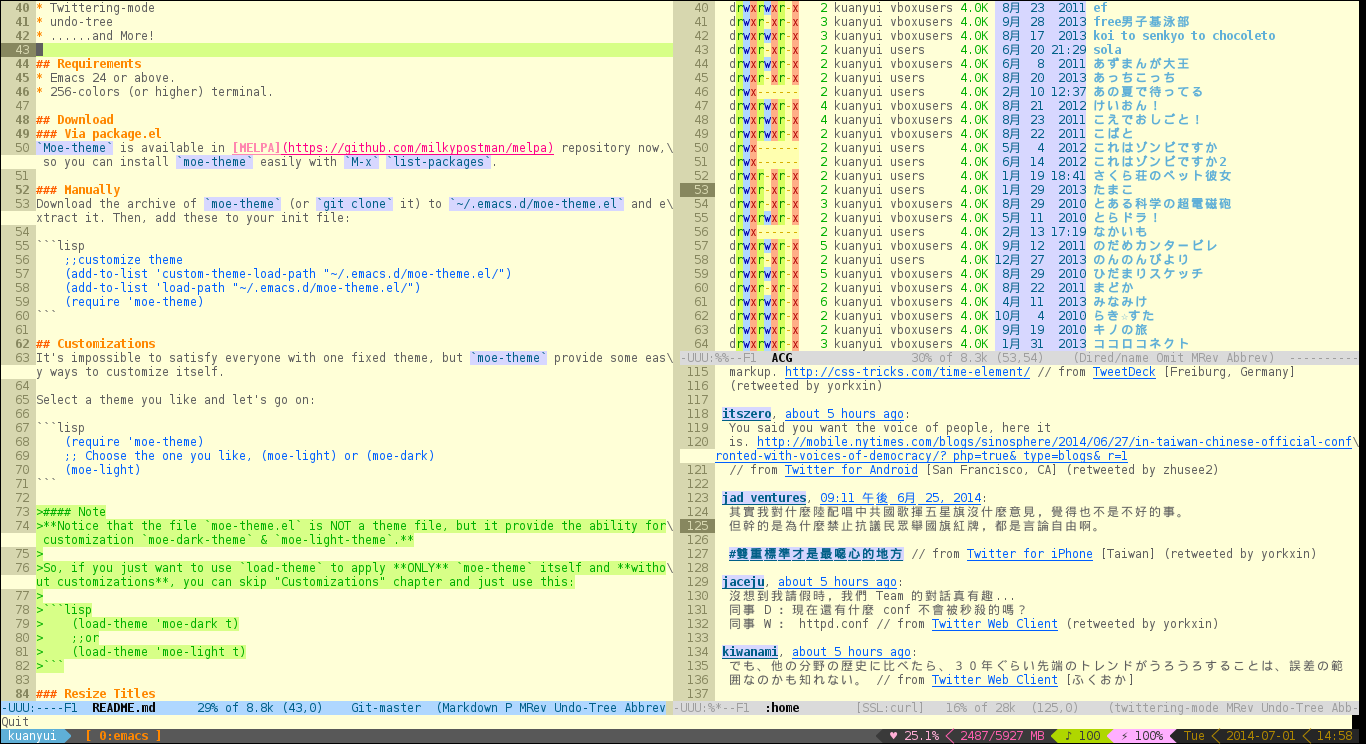 40 * Twittering-mode
41 * undo-tree
42 * ......and More!
43
44 ## Requirements
45 * Emacs 24 or above.
46 * 256-colors (or higher) terminal.
47
48 ## Download
49 ### Via package.el
50 `Moe-theme` is available in [MELPA](https://github.com/milkypostman/melpa) repository now,\
so you can install `moe-theme` easily with `M-x` `list-packages`.
51
52 ### Manually
53 Download the archive of `moe-theme` (or `git clone` it) to `~/.emacs.d/moe-theme.el` and e\
xtract it. Then, add these to your init file:
54
55 ```lisp
56 ;;customize theme
57 (add-to-list 'custom-theme-load-path "~/.emacs.d/moe-theme.el/")
58 (add-to-list 'load-path "~/.emacs.d/moe-theme.el/")
59 (require 'moe-theme)
60 ```
61
62 ## Customizations
63 It's impossible to satisfy everyone with one fixed theme, but `moe-theme` provide some eas\
y ways to customize itself.
64
65 Select a theme you like and let's go on:
66
67 ```lisp
68 (require 'moe-theme)
69 ;; Choose the one you like, (moe-light) or (moe-dark)
70 (moe-light)
71 ```
72
73 >#### Note
74 >**Notice that the file `moe-theme.el` is NOT a theme file, but it provide the ability for\
customization `moe-dark-theme` & `moe-light-theme`.**
75 >
76 >So, if you just want to use `load-theme` to apply **ONLY** `moe-theme` itself and **witho\
ut customizations**, you can skip "Customizations" chapter and just use this:
77 >
78 >```lisp
79 > (load-theme 'moe-dark t)
80 > ;;or
81 > (load-theme 'moe-light t)
82 >```
83
84 ### Resize Titles
-UUU:----F1 README.md 29% of 8.8k (43,0) Git-master (Markdown P MRev Undo-Tree Abbrev
40 drwxrwxr-x 2 kuanyui vboxusers 4.0K 8月 23 2011 ef
41 drwxr-xr-x 3 kuanyui vboxusers 4.0K 9月 28 2013 free男子基泳部
42 drwxrwxr-x 3 kuanyui vboxusers 4.0K 8月 17 2013 koi to senkyo to chocoleto
43 drwxr-xr-x 3 kuanyui users 4.0K 6月 20 21:29 sola
44 drwxrwxr-x 2 kuanyui users 4.0K 6月 8 2011 あずまんが大王
45 drwxr-xr-x 2 kuanyui users 4.0K 8月 20 2013 あっちこっち
46 drwx------ 2 kuanyui users 4.0K 2月 10 12:37 あの夏で待ってる
47 drwxrwxr-x 4 kuanyui vboxusers 4.0K 8月 21 2012 けいおん！
48 drwxrwxr-x 4 kuanyui vboxusers 4.0K 8月 23 2011 こえでおしごと！
49 drwxrwxr-x 2 kuanyui vboxusers 4.0K 8月 22 2011 こばと
50 drwx------ 2 kuanyui users 4.0K 5月 4 2012 これはゾンビですか
51 drwx------ 2 kuanyui users 4.0K 6月 14 2012 これはゾンビですか2
52 drwxr-xr-x 2 kuanyui users 4.0K 1月 19 18:41 さくら荘のペット彼女
53 drwxr-xr-x 2 kuanyui users 4.0K 1月 29 2013 たまこ
54 drwxr-xr-x 3 kuanyui vboxusers 4.0K 8月 29 2010 とある科学の超電磁砲
55 drwxrwxr-x 2 kuanyui users 4.0K 5月 11 2010 とらドラ！
56 drwx------ 2 kuanyui users 4.0K 2月 13 17:19 なかいも
57 drwxrwxr-x 5 kuanyui vboxusers 4.0K 9月 12 2011 のだめカンタービレ
58 drwxr-xr-x 2 kuanyui vboxusers 4.0K 12月 27 2013 のんのんびより
59 drwxrwxr-x 5 kuanyui vboxusers 4.0K 8月 29 2010 ひだまりスケッチ
60 drwxr-xr-x 2 kuanyui users 4.0K 8月 22 2011 まどか
61 drwxrwxr-x 6 kuanyui vboxusers 4.0K 4月 11 2013 みなみけ
62 drwxrwxr-x 2 kuanyui vboxusers 4.0K 10月 4 2010 らき☆すた
63 drwxrwxr-x 2 kuanyui vboxusers 4.0K 9月 19 2010 キノの旅
64 drwxr-xr-x 2 kuanyui vboxusers 4.0K 1月 31 2013 ココロコネクト
-UUU:%%--F1 ACG 30% of 8.3k (53,54) (Dired/name Omit MRev Abbrev) ----------
115 markup. http://css-tricks.com/time-element/ // from TweetDeck [Freiburg, Germany]
116 (retweeted by yorkxin)
117
118 itszero, about 5 hours ago:
119 You said you want the voice of people, here it
120 is. http://mobile.nytimes.com/blogs/sinosphere/2014/06/27/in-taiwan-chinese-official-conf\
ronted-with-voices-of-democracy/?_php=true&_type=blogs&_r=1
121 // from Twitter for Android [San Francisco, CA] (retweeted by zhusee2)
122
123 jad_ventures, 09:11 午後 6月 25, 2014:
124 其實我對什麼陸配唱中共國歌揮五星旗沒什麼意見，覺得也不是不好的事。
125 但幹的是為什麼禁止抗議民眾舉國旗紅牌，都是言論自由啊。
126
127 #雙重標準才是最噁心的地方 // from Twitter for iPhone [Taiwan] (retweeted by yorkxin)
128
129 jaceju, about 5 hours ago:
130 沒想到我請假時，我們 Team 的對話真有趣...
131 同事 D：現在還有什麼 conf 不會被秒殺的嗎？
132 同事 W： httpd.conf // from Twitter Web Client (retweeted by yorkxin)
133
134 kiwanami, about 5 hours ago:
135 でも、他の分野の歴史に比べたら、３０年ぐらい先端のトレンドがうろうろすることは、誤差の範
136 囲なのかも知れない。 // from Twitter Web Client [ふくおか]
137
-UUU:%*--F1 :home [SSL:curl] 16% of 28k (125,0) (twittering-mode MRev Undo-Tree Abb-
Quit
kuanyui [ 0:emacs ] ♥ 25.1% 2487/5927 MB ♪ 100 ⚡ 100% Tue 2014-07-01 14:58